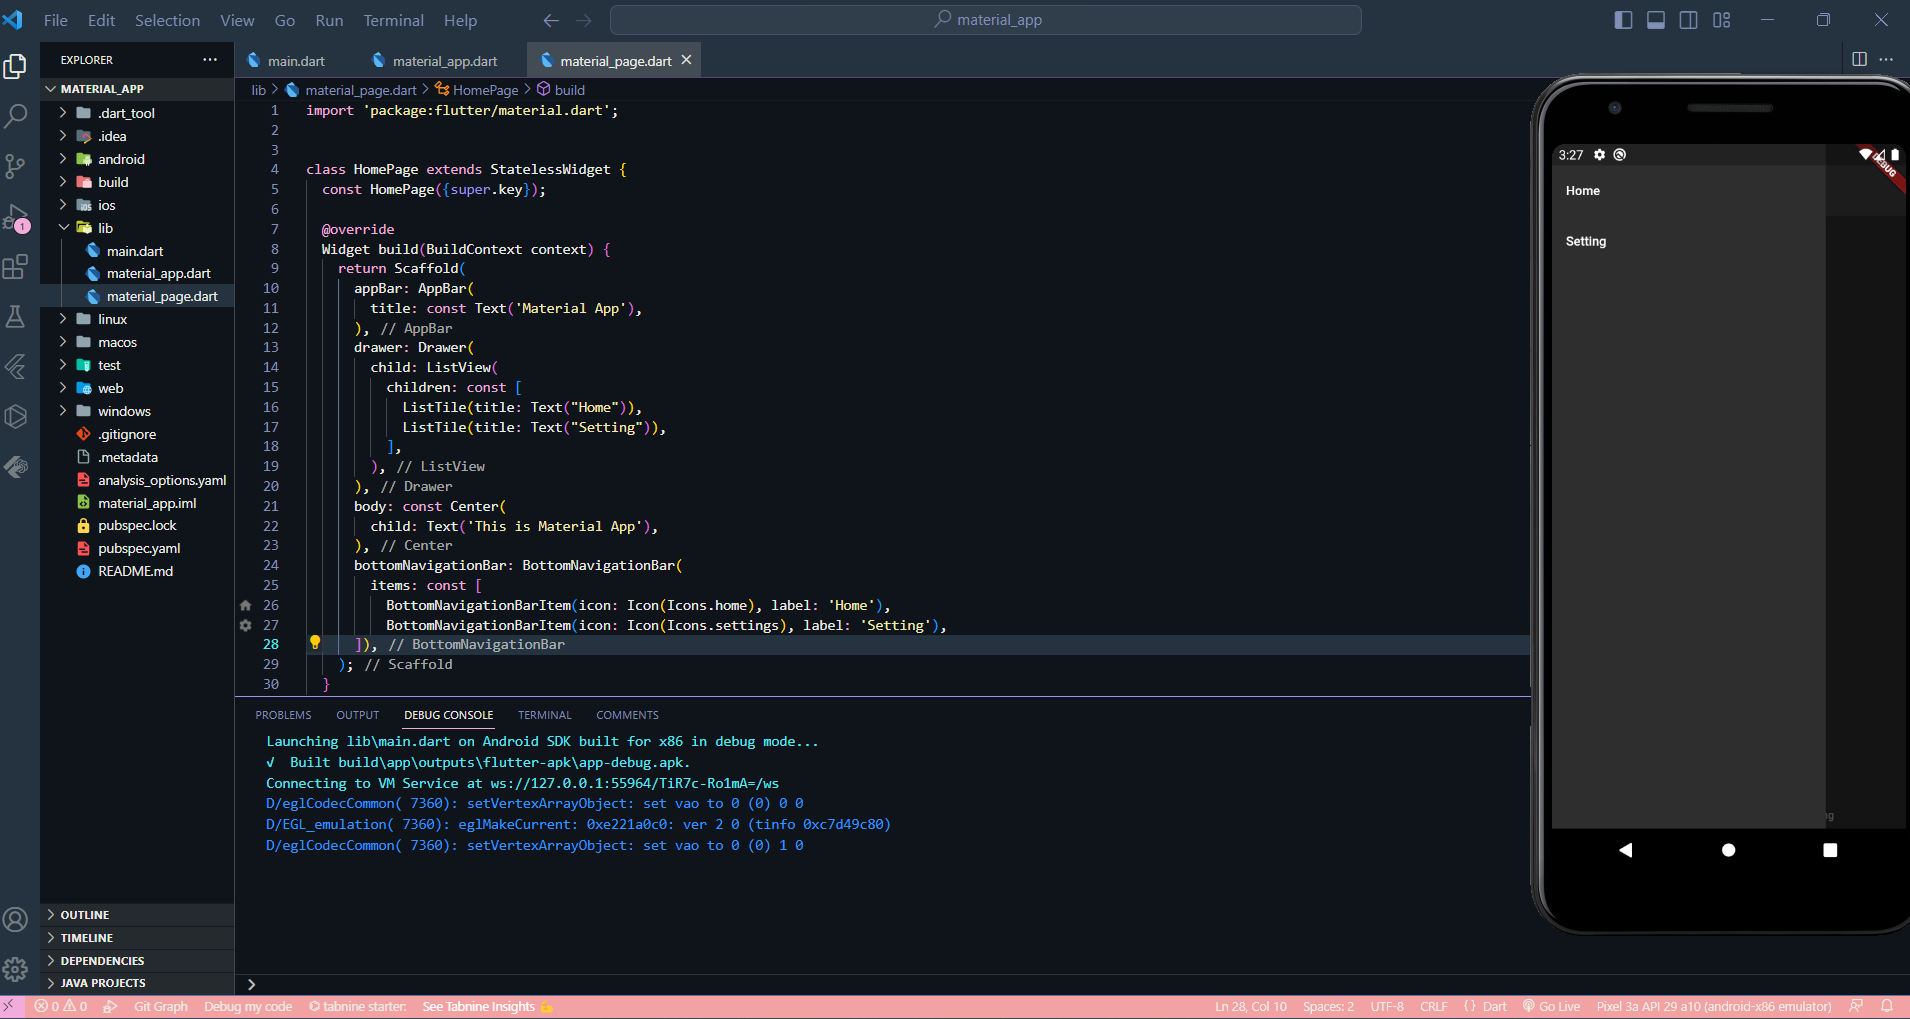 File Edit Selection View Go Run Terminal Help
material_app
EXPLORER
main.dart
material_app.dart
material_page.dart
MATERIAL_APP
.dart_tool
.idea
android
build
ios
lib
main.dart
material_app.dart
material_page.dart
linux
macos
test
web
windows
.gitignore
.metadata
analysis_options.yaml
material_app.iml
pubspec.lock
pubspec.yaml
README.md
OUTLINE
TIMELINE
DEPENDENCIES
JAVA PROJECTS
1
lib > material_page.dart > HomePage > build
1 import 'package:flutter/material.dart';
2
3
4 class HomePage extends StatelessWidget {
5 const HomePage({super.key});
6
7 @override
8 Widget build(BuildContext context) {
9 return Scaffold(
10 appBar: AppBar(
11 title: const Text('Material App'),
12 ), // AppBar
13 drawer: Drawer(
14 child: ListView(
15 children: const [
16 ListTile(title: Text("Home")),
17 ListTile(title: Text("Setting")),
18 ],
19 ), // ListView
20 ), // Drawer
21 body: const Center(
22 child: Text('This is Material App'),
23 ), // Center
24 bottomNavigationBar: BottomNavigationBar(
25 items: const [
26 BottomNavigationBarItem(icon: Icon(Icons.home), label: 'Home'),
27 BottomNavigationBarItem(icon: Icon(Icons.settings), label: 'Setting'),
28 ]), // BottomNavigationBar
29 ); // Scaffold
30 }
PROBLEMS OUTPUT DEBUG CONSOLE TERMINAL COMMENTS
Launching lib\main.dart on Android SDK built for x86 in debug mode...
√ Built build\app\outputs\flutter-apk\app-debug.apk.
Connecting to VM Service at ws://127.0.0.1:55964/TiR7c-Ro1mA=/ws
D/eglCodecCommon( 7360): setVertexArrayObject: set vao to 0 (0) 0 0
D/EGL_emulation( 7360): eglMakeCurrent: 0xe221a0c0: ver 2 0 (tinfo 0xc7d49c80)
D/eglCodecCommon( 7360): setVertexArrayObject: set vao to 0 (0) 1 0
3:27
DEBUG
Home
Setting
ng
0 0 Git Graph Debug my code tabnine starter: See Tabnine Insights
Ln 28, Col 10 Spaces: 2 UTF-8 CRLF {} Dart Go Live Pixel 3a API 29 a10 (android-x86 emulator)